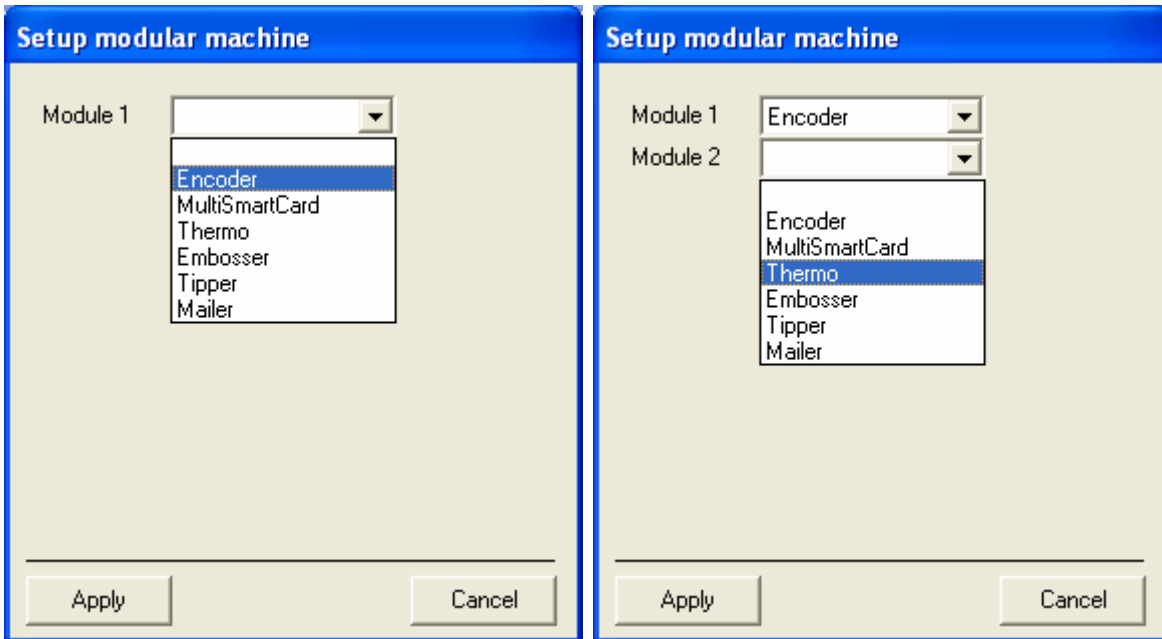 Setup modular machine
Module 1
Encoder
MultiSmartCard
Thermo
Embosser
Tipper
Mailer
Apply Cancel
Setup modular machine
Module 1 Encoder
Module 2
Encoder
MultiSmartCard
Thermo
Embosser
Tipper
Mailer
Apply Cancel